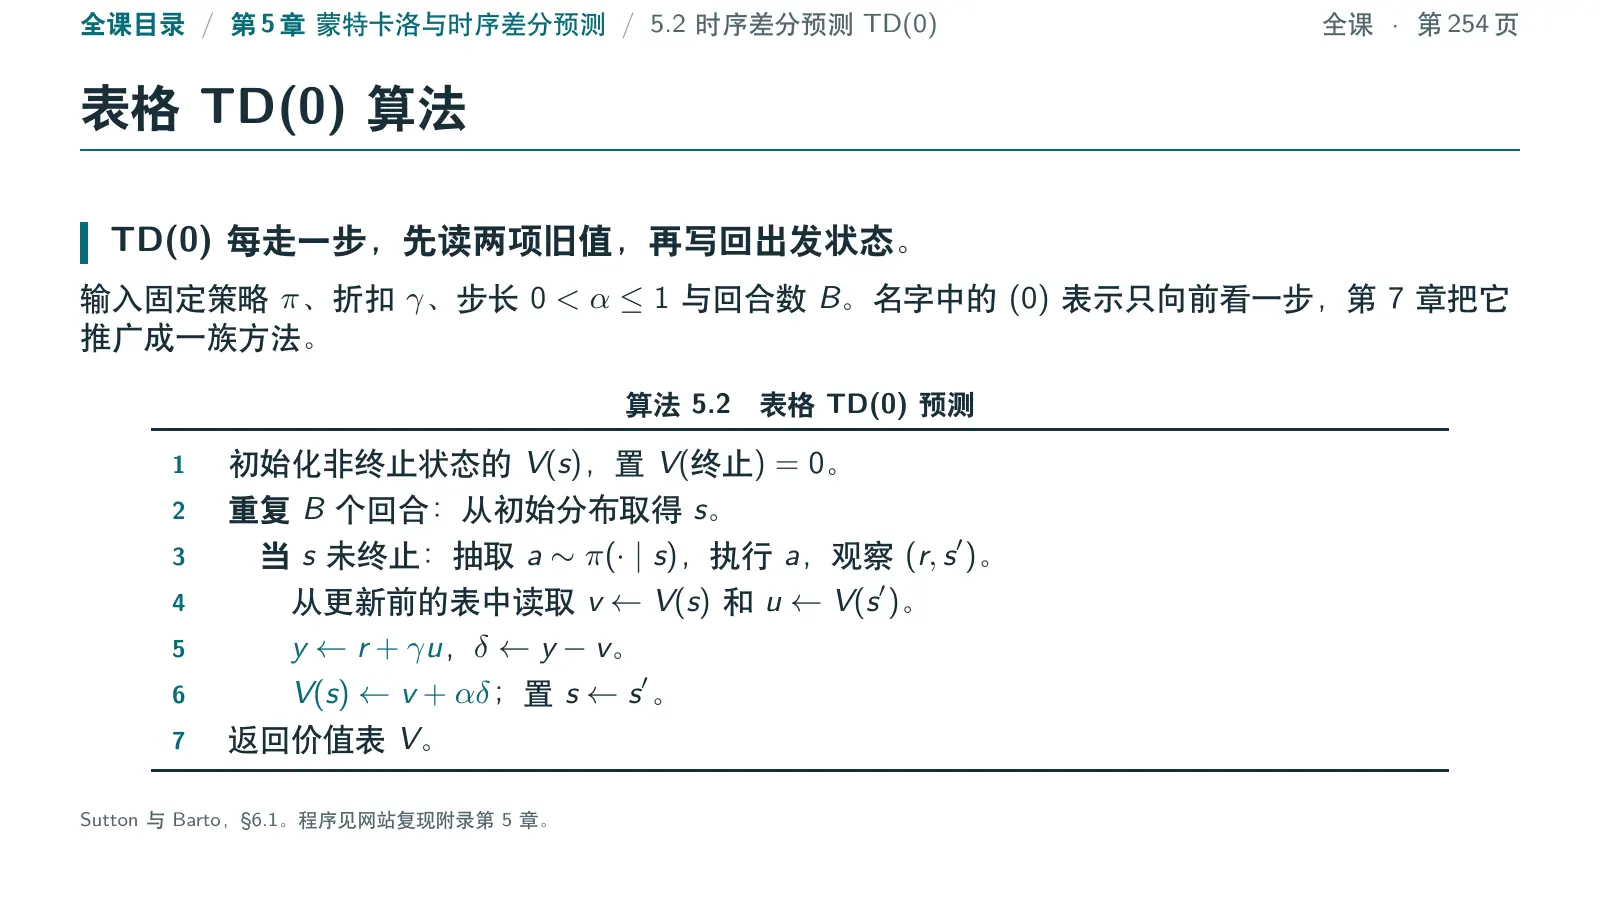 全课目录 / 第 5 章 蒙特卡洛与时序差分预测 / 5.2 时序差分预测 TD(0)
全课 · 第 254 页
表格 TD(0) 算法
TD(0) 每走一步，先读两项旧值，再写回出发状态。
输入固定策略 π、折扣 γ、步长 0 < α ≤ 1 与回合数 B。名字中的 (0) 表示只向前看一步，第 7 章把它
推广成一族方法。
算法 5.2 表格 TD(0) 预测
1 初始化非终止状态的 V(s)，置 V(终止) = 0。
2 重复 B 个回合：从初始分布取得 s。
3 当 s 未终止：抽取 a ∼ π(· | s)，执行 a，观察 (r, s′)。
4 从更新前的表中读取 v ← V(s) 和 u ← V(s′)。
5 y ← r + γu，δ ← y − v。
6 V(s) ← v + αδ；置 s ← s′。
7 返回价值表 V。
Sutton 与 Barto，§6.1。程序见网站复现附录第 5 章。